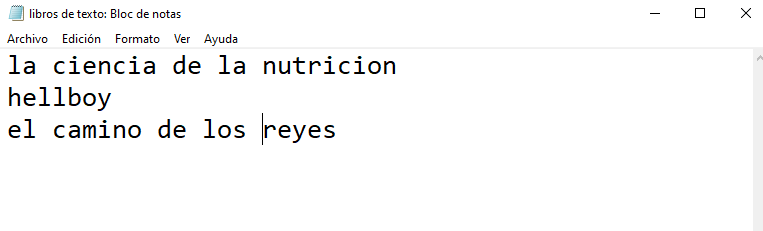 libros de texto: Bloc de notas
Archivo Edición Formato Ver Ayuda
la ciencia de la nutricion
hellboy
el camino de los reyes